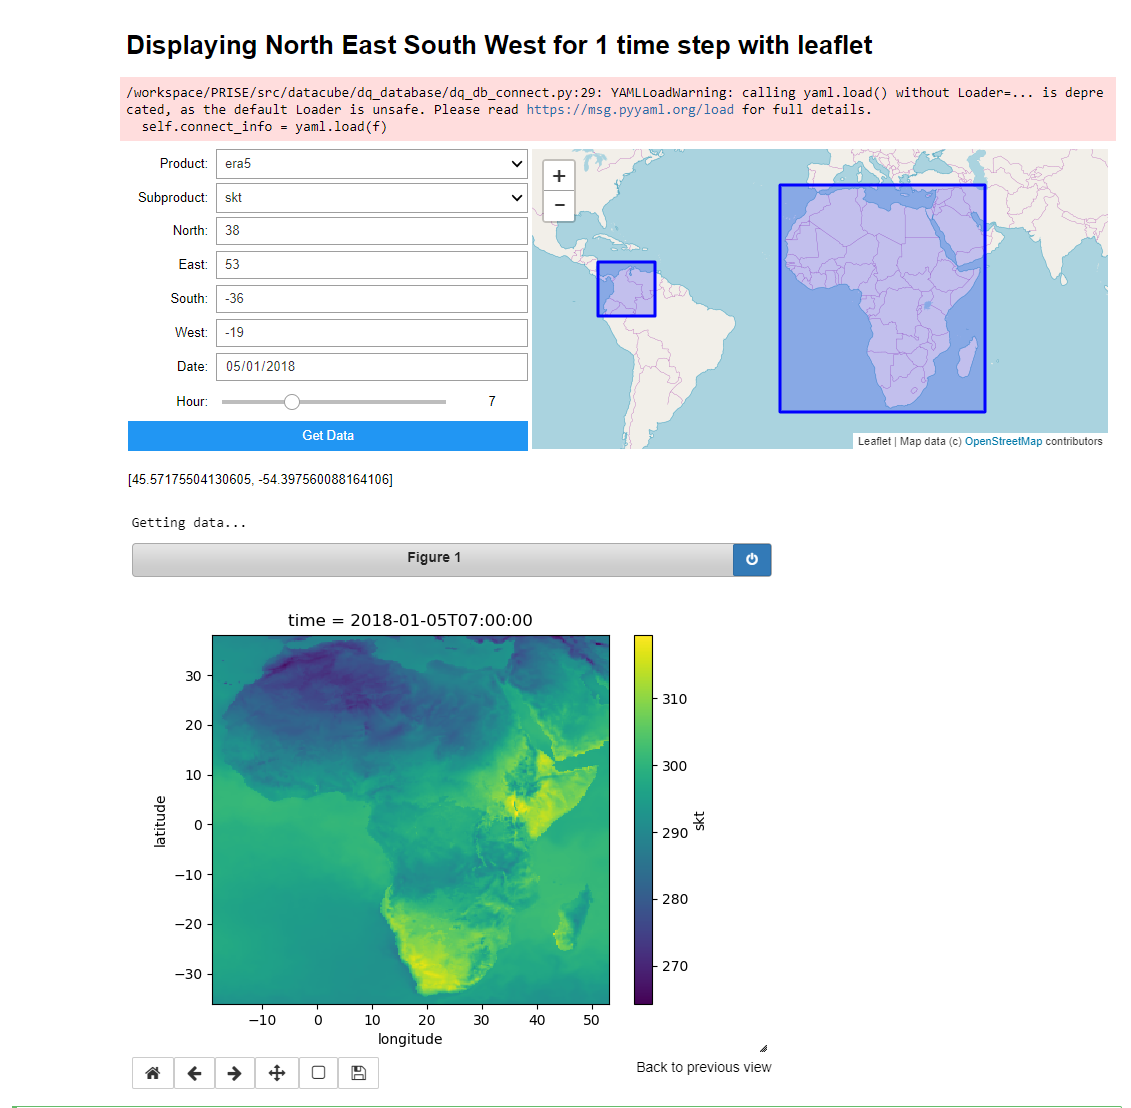 Displaying North East South West for 1 time step with leaflet
/workspace/PRISE/src/datacube/dq_database/dq_db_connect.py:29: YAMLLoadWarning: calling yaml.load() without Loader=... is depre
cated, as the default Loader is unsafe. Please read https://msg.pyyaml.org/load for full details.
self.connect_info = yaml.load(f)
Product: era5
Subproduct: skt
North: 38
East: 53
South: -36
West: -19
Date: 05/01/2018
Hour: 7
Get Data
+
−
Leaflet | Map data (c) OpenStreetMap contributors
[45.57175504130605, -54.397560088164106]
Getting data...
Figure 1
time = 2018-01-05T07:00:00
30
20
10
0
−10
−20
−30
latitude
−10 0 10 20 30 40 50
longitude
310
300
290
280
270
skt
Back to previous view